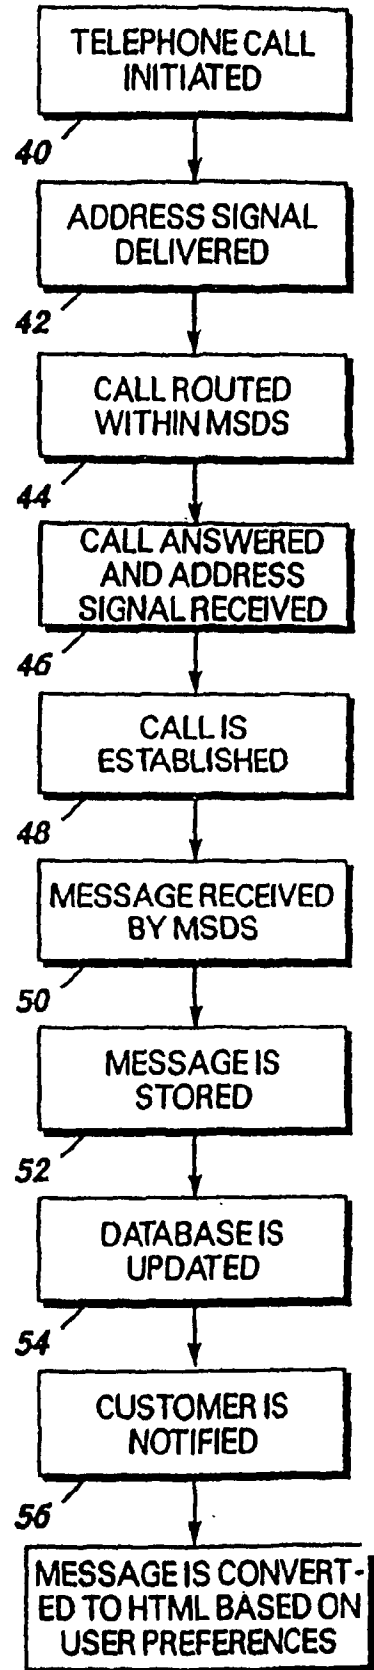 TELEPHONE CALL
INITIATED
40
ADDRESS SIGNAL
DELIVERED
42
CALL ROUTED
WITHIN MSDS
44
CALL ANSWERED
AND ADDRESS
SIGNAL RECEIVED
46
CALL IS
ESTABLISHED
48
MESSAGE RECEIVED
BY MSDS
50
MESSAGE IS
STORED
52
DATABASE IS
UPDATED
54
CUSTOMER IS
NOTIFIED
56
MESSAGE IS CONVERT-
ED TO HTML BASED ON
USER PREFERENCES